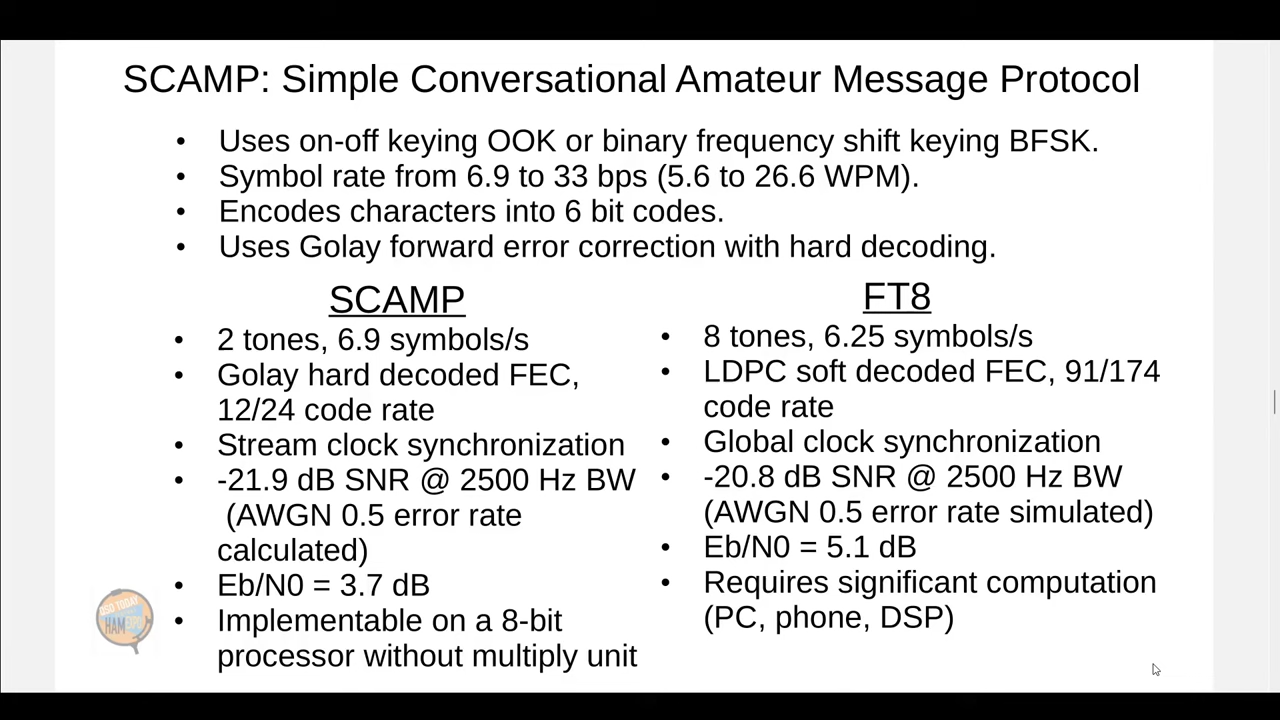 SCAMP: Simple Conversational Amateur Message Protocol
• Uses on-off keying OOK or binary frequency shift keying BFSK.
• Symbol rate from 6.9 to 33 bps (5.6 to 26.6 WPM).
• Encodes characters into 6 bit codes.
• Uses Golay forward error correction with hard decoding.
SCAMP
• 2 tones, 6.9 symbols/s
• Golay hard decoded FEC,
12/24 code rate
• Stream clock synchronization
• -21.9 dB SNR @ 2500 Hz BW
(AWGN 0.5 error rate
calculated)
• Eb/N0 = 3.7 dB
• Implementable on a 8-bit
processor without multiply unit
FT8
• 8 tones, 6.25 symbols/s
• LDPC soft decoded FEC, 91/174
code rate
• Global clock synchronization
• -20.8 dB SNR @ 2500 Hz BW
(AWGN 0.5 error rate simulated)
• Eb/N0 = 5.1 dB
• Requires significant computation
(PC, phone, DSP)
QSO TODAY
HAM EXPO